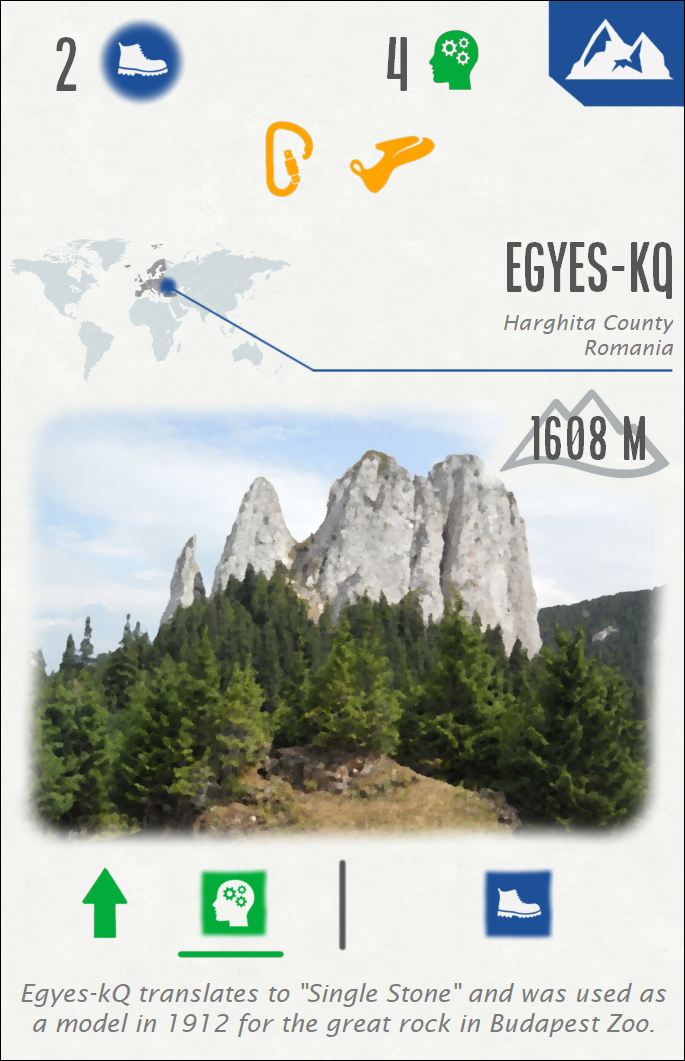 2
4
EGYES-KQ
Harghita County
Romania
1608 M
Egyes-kQ translates to "Single Stone" and was used as
a model in 1912 for the great rock in Budapest Zoo.